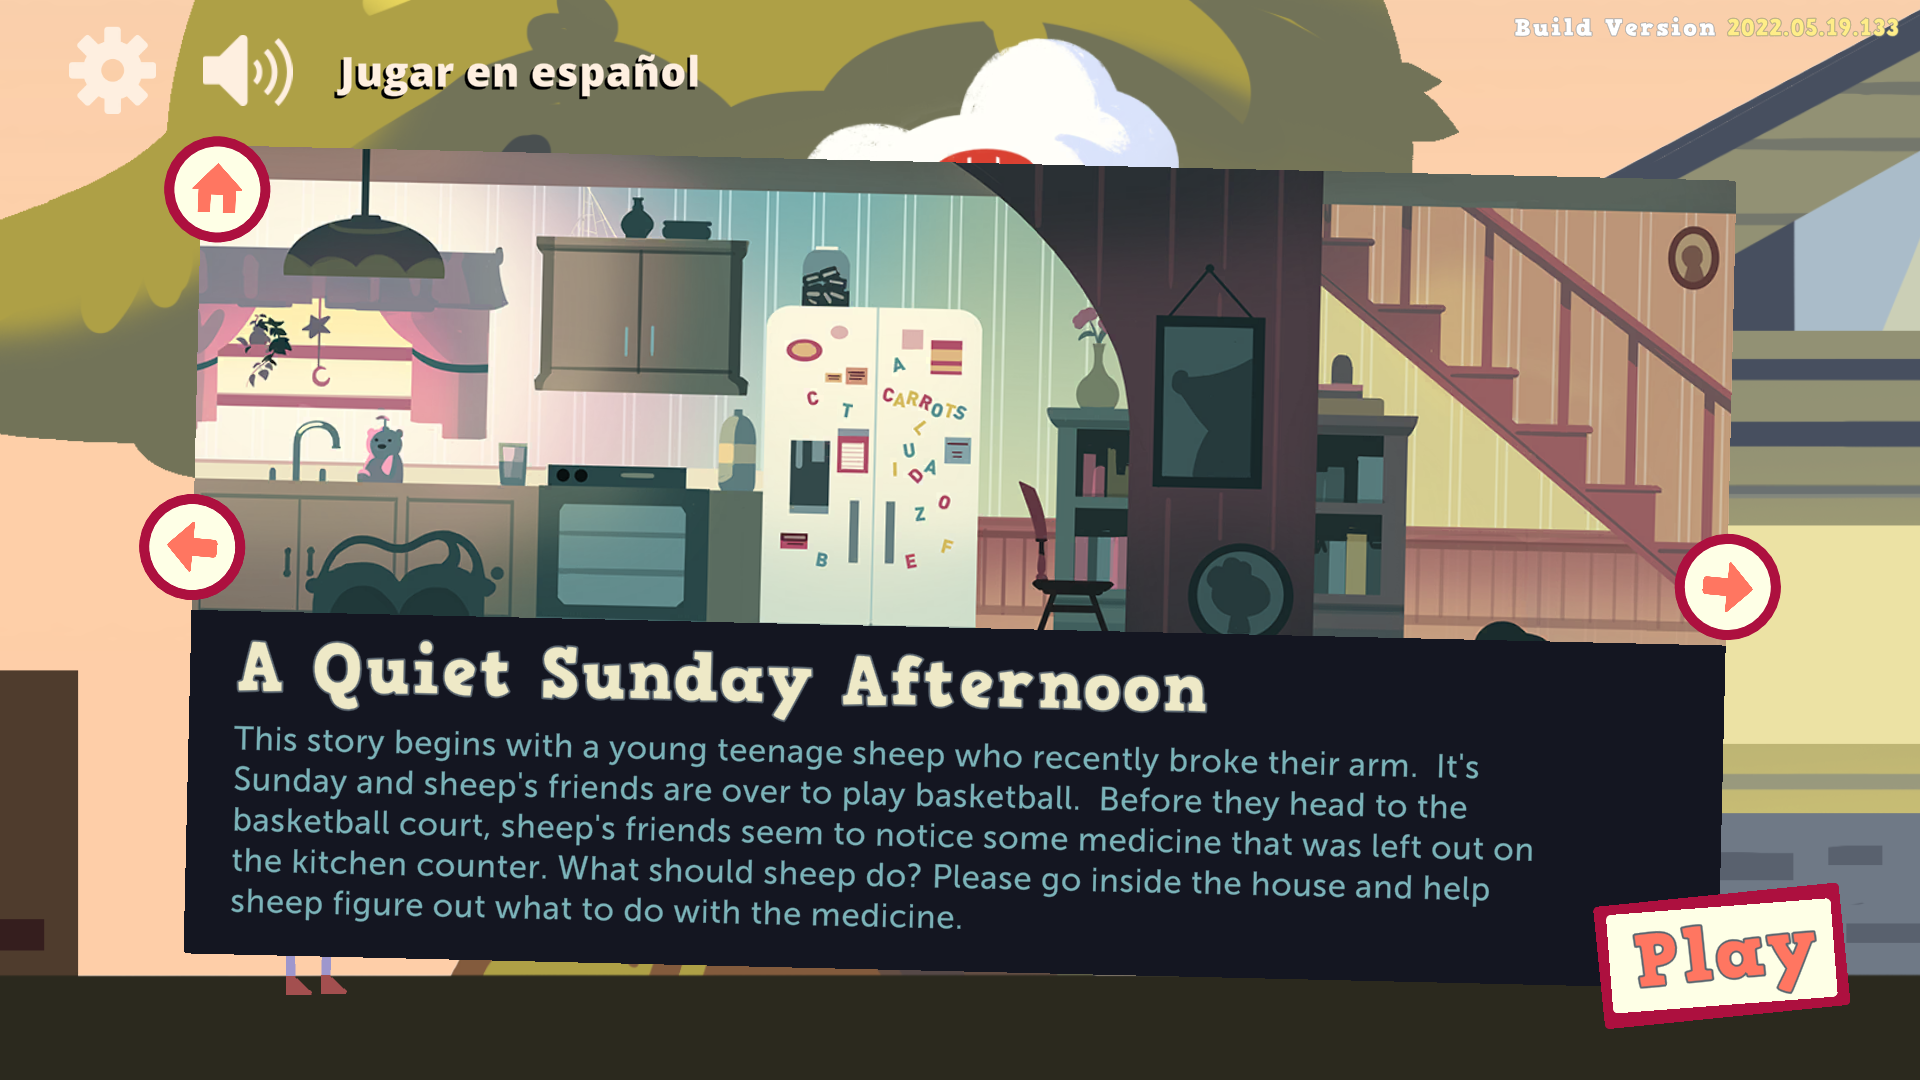 Build Version 2022.05.19.133
Jugar en español
A
C
T
CARROTS
L
U
I D A
O
Z
B
E
F
A Quiet Sunday Afternoon
This story begins with a young teenage sheep who recently broke their arm. It's
Sunday and sheep's friends are over to play basketball. Before they head to the
basketball court, sheep's friends seem to notice some medicine that was left out on
the kitchen counter. What should sheep do? Please go inside the house and help
sheep figure out what to do with the medicine.
Play